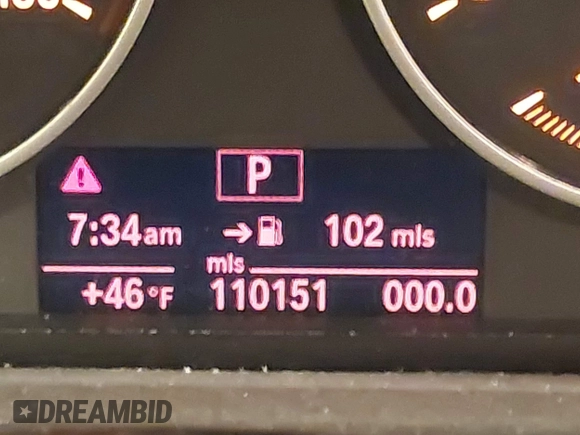 P
7:34am → 102 mls
mls
+46°F 110151 000.0
DREAMBID